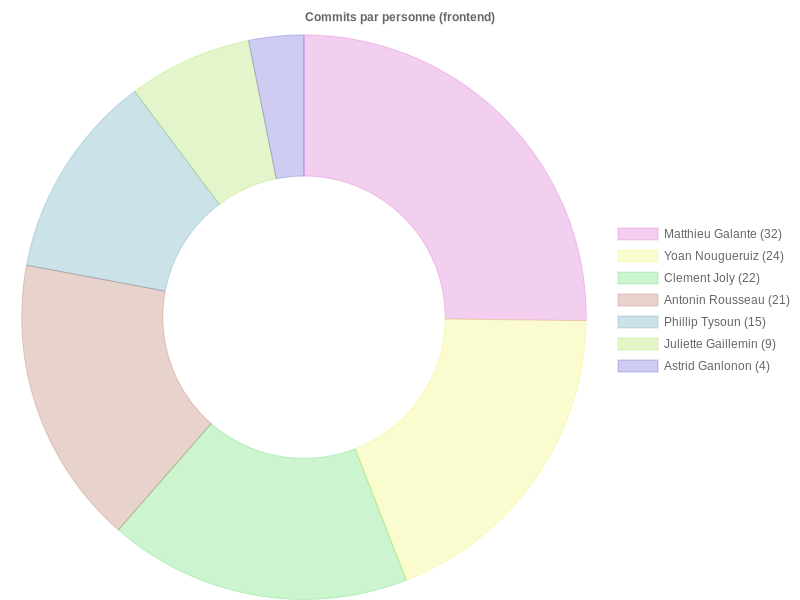 Commits par personne (frontend)
Matthieu Galante (32)
Yoan Nougueruiz (24)
Clement Joly (22)
Antonin Rousseau (21)
Phillip Tysoun (15)
Juliette Gaillemin (9)
Astrid Ganlonon (4)